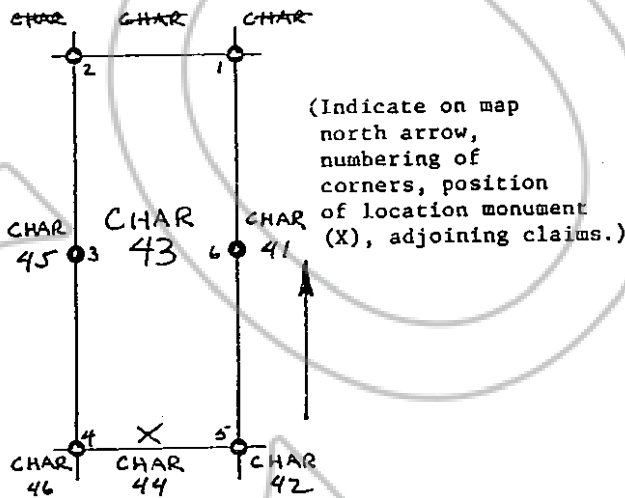 CHAR CHAR CHAR
2 1
(Indicate on map
north arrow,
numbering of
corners, position
of location monument
(X), adjoining claims.)
CHAR
45
3
CHAR
43
6
CHAR
41
4 X 5
CHAR
46
CHAR
44
CHAR
42